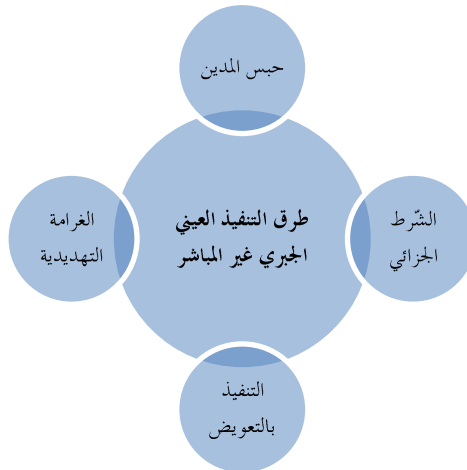 حبس المدين
طرق التنفيذ العيني
الجبري غير المباشر
الشّرط
الجزائي
الغرامة
التهديدية
التنفيذ
بالتعويض